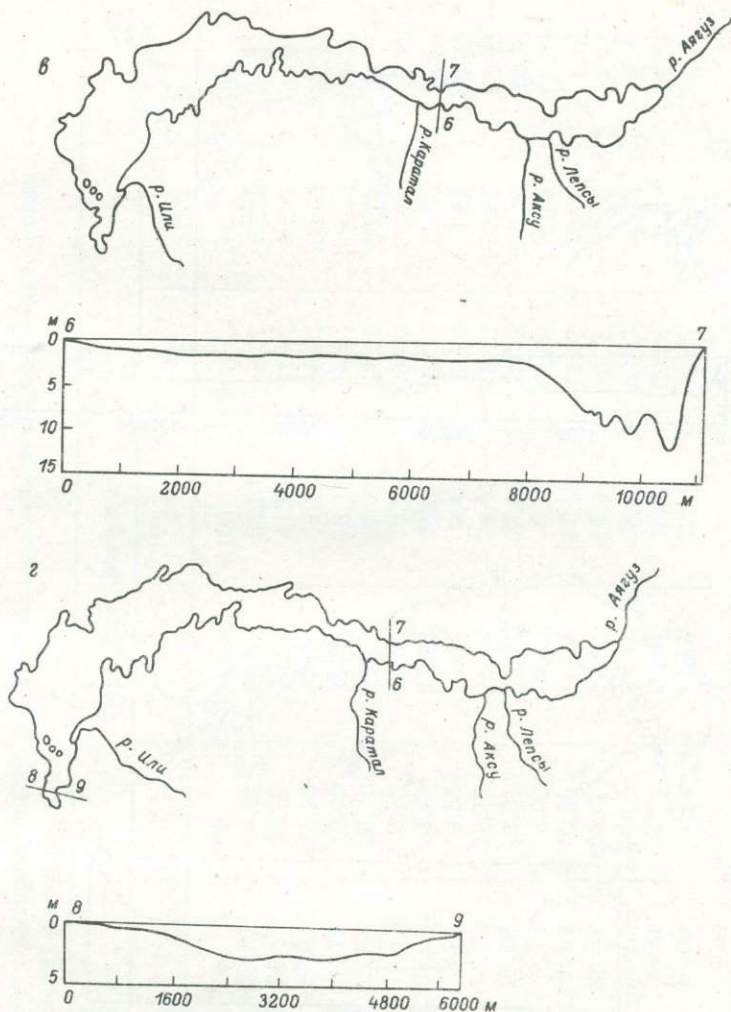 в
р. Аягуз
7
6
р. Каратал
р. Или
р. Аксу
р. Лепсы
м 6 7
0
5
10
15
0 2000 4000 6000 8000 10000 м
г
р. Аягуз
7
6
р. Каратал
р. Или
р. Аксу
р. Лепсы
8 9
м 8 9
0
5
0 1600 3200 4800 6000 м